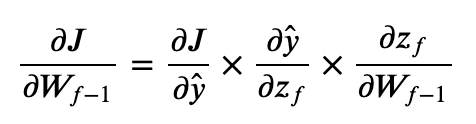 ∂J/∂W_{f−1} = ∂J/∂ŷ × ∂ŷ/∂z_f × ∂z_f/∂W_{f−1}